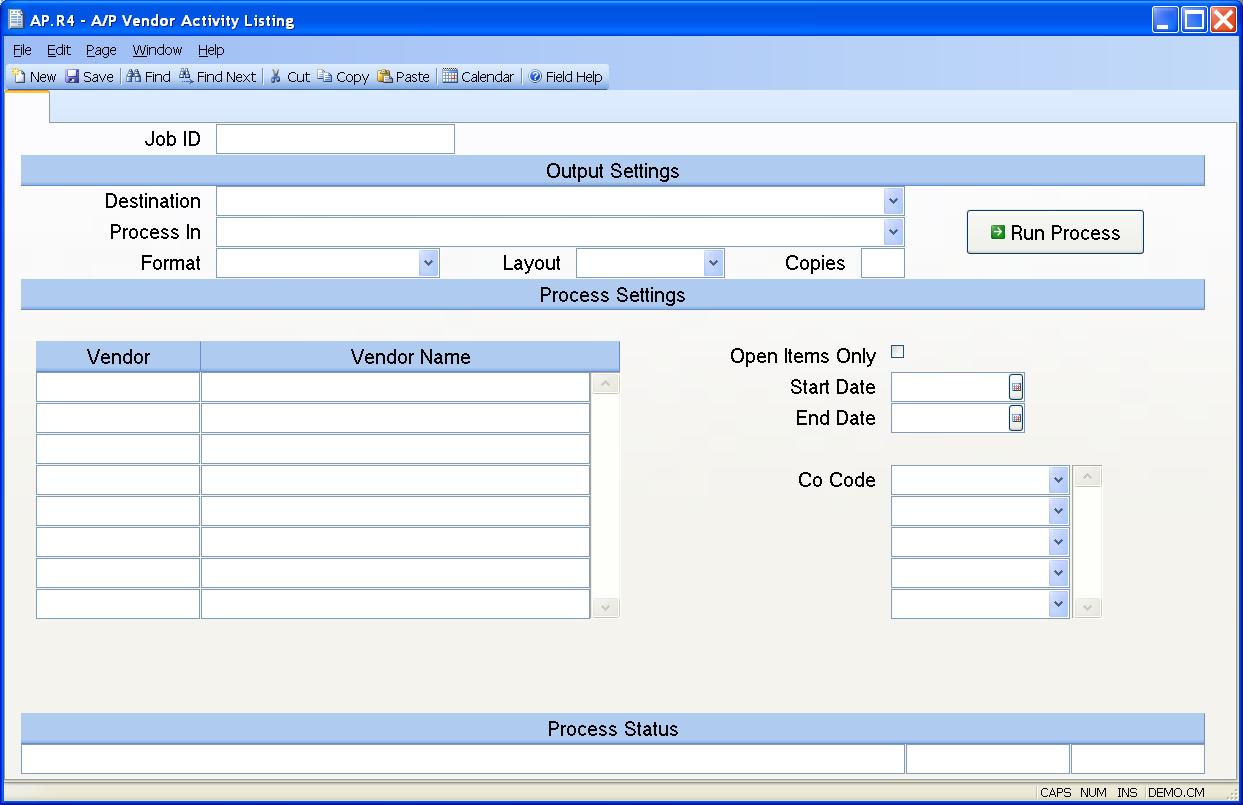 AP.R4 - A/P Vendor Activity Listing
File Edit Page Window Help
New Save Find Find Next Cut Copy Paste Calendar Field Help
Job ID
Output Settings
Destination
Process In
Run Process
Format Layout Copies
Process Settings
Vendor Vendor Name
Open Items Only
Start Date
End Date
Co Code
Process Status
CAPS NUM INS DEMO.CM